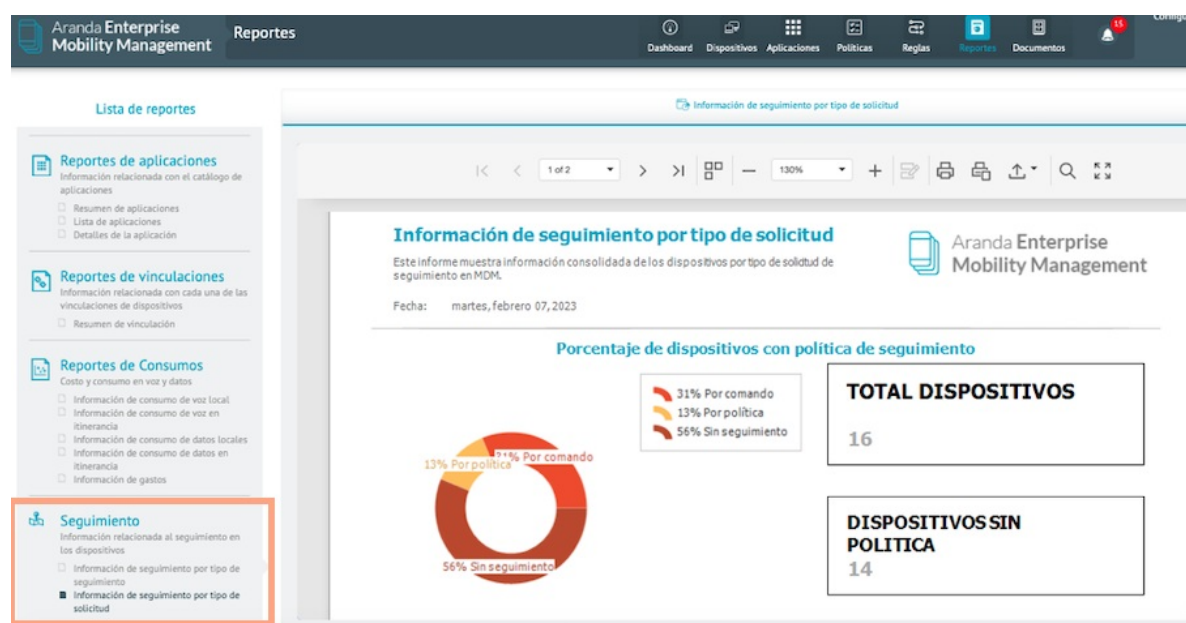 Aranda Enterprise
Mobility Management
Reportes
Dashboard
Dispositivos
Aplicaciones
Políticas
Reglas
Reportes
Documentos
15
Lista de reportes
Reportes de aplicaciones
Información relacionada con el catálogo de
aplicaciones
Resumen de aplicaciones
Lista de aplicaciones
Detalles de la aplicación
Reportes de vinculaciones
Información relacionada con cada una de las
vinculaciones de dispositivos
Resumen de vinculación
Reportes de Consumos
Costo y consumo en voz y datos
Información de consumo de voz local
Información de consumo de voz en
itinerancia
Información de consumo de datos locales
Información de consumo de datos en
itinerancia
Información de gastos
Seguimiento
Información relacionada al seguimiento en
los dispositivos
Información de seguimiento por tipo de
seguimiento
Información de seguimiento por tipo de
solicitud
Información de seguimiento por tipo de solicitud
1 of 2
130%
Información de seguimiento por tipo de solicitud
Este informe muestra información consolidada de los dispositivos por tipo de solicitud de
seguimiento en MDM.
Fecha: martes, febrero 07, 2023
Aranda Enterprise
Mobility Management
Porcentaje de dispositivos con política de seguimiento
31% Por comando
13% Por política
56% Sin seguimiento
31% Por comando
13% Por política
56% Sin seguimiento
TOTAL DISPOSITIVOS
16
DISPOSITIVOS SIN
POLITICA
14